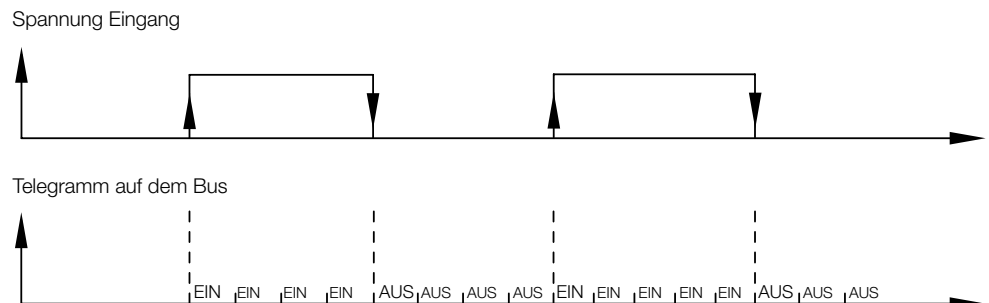 Spannung Eingang
Telegramm auf dem Bus
EIN EIN EIN EIN AUS AUS AUS AUS EIN EIN EIN EIN EIN AUS AUS AUS